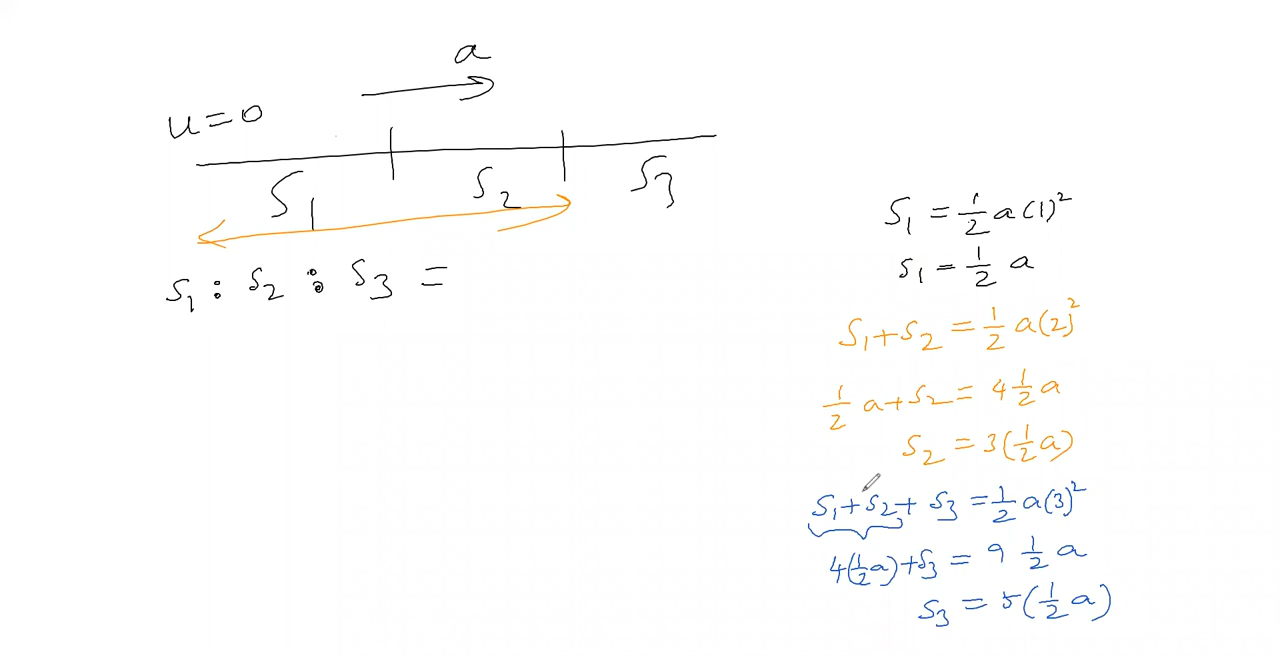 a
u=0
S₁ S₂ S₃
S₁ : S₂ : S₃ =
S₁ = 1/2 a(1)²
S₁ = 1/2 a
S₁+S₂ = 1/2 a(2)²
1/2 a+S₂ = 4 1/2 a
S₂ = 3(1/2 a)
S₁+S₂+ S₃ = 1/2 a(3)²
4(1/2 a)+S₃ = 9 1/2 a
S₃ = 5(1/2 a)